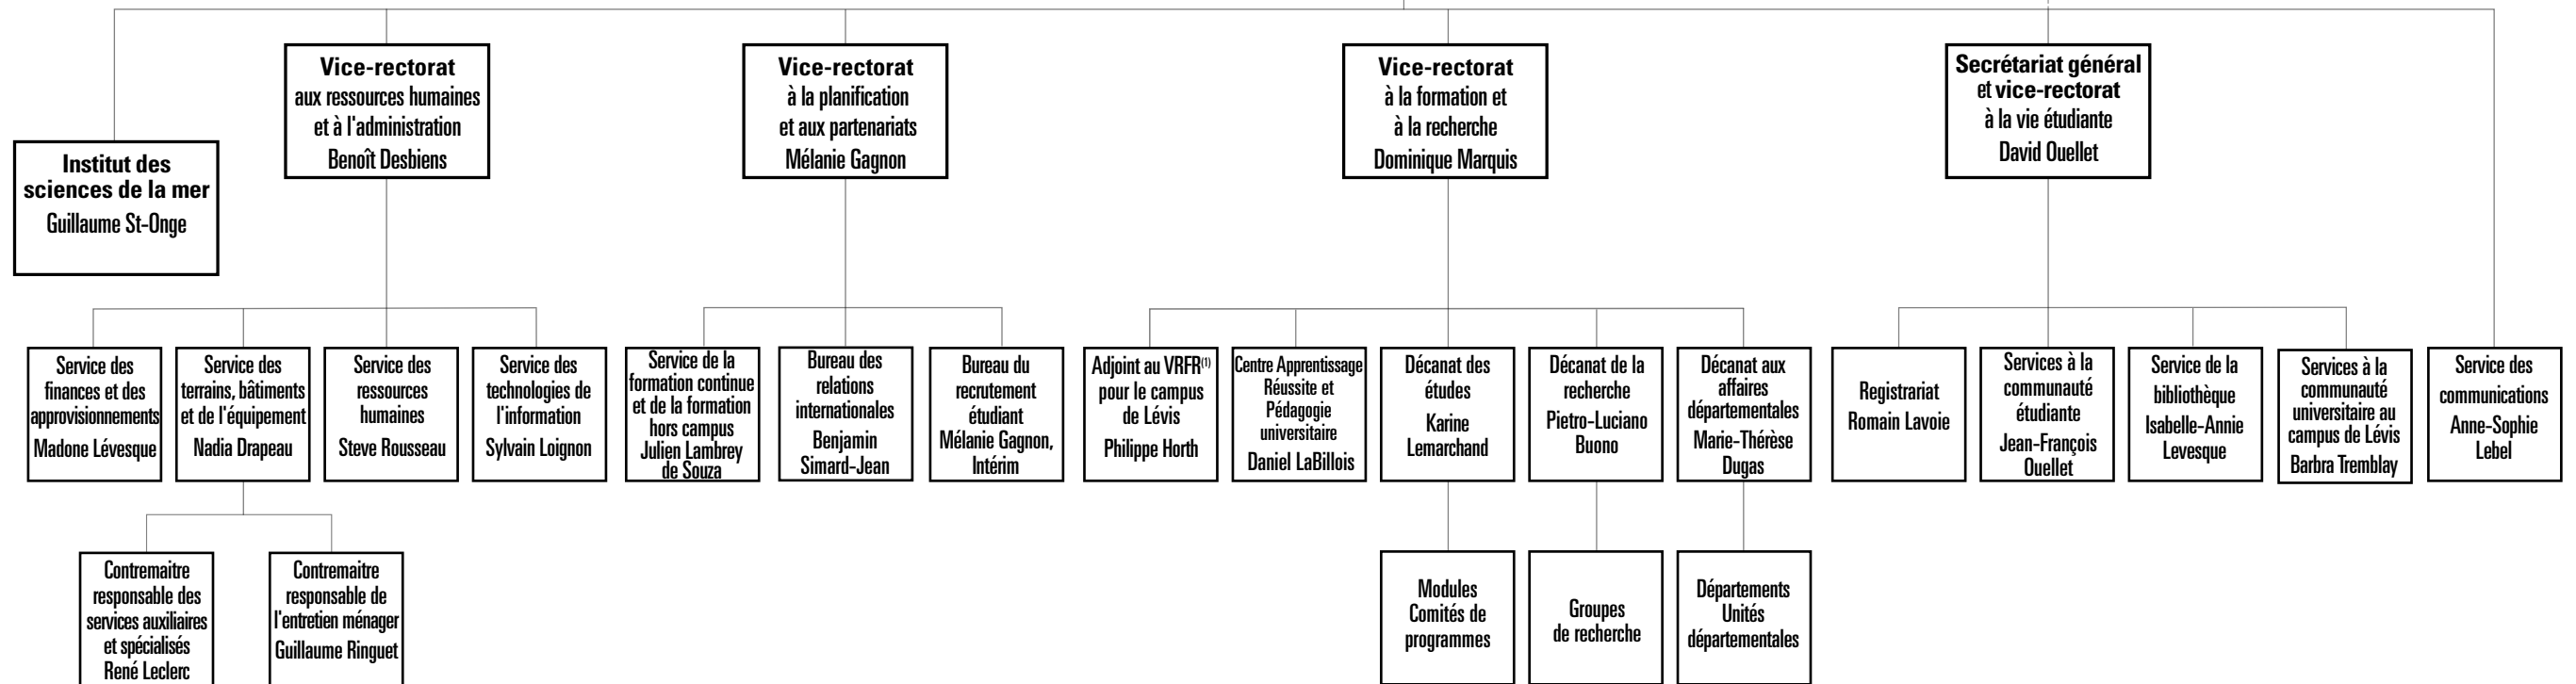 Vice-rectorat
aux ressources humaines
et à l'administration
Benoît Desbiens
Vice-rectorat
à la planification
et aux partenariats
Mélanie Gagnon
Vice-rectorat
à la formation et
à la recherche
Dominique Marquis
Secrétariat général
et vice-rectorat
à la vie étudiante
David Ouellet
Institut des
sciences de la mer
Guillaume St-Onge
Service des
finances et des
approvisionnements
Madone Lévesque
Service des
terrains, bâtiments
et de l'équipement
Nadia Drapeau
Service des
ressources
humaines
Steve Rousseau
Service des
technologies de
l'information
Sylvain Loignon
Service de la
formation continue
et de la formation
hors campus
Julien Lambrey
de Souza
Bureau des
relations
internationales
Benjamin
Simard-Jean
Bureau du
recrutement
étudiant
Mélanie Gagnon,
Intérim
Adjoint au VRFR(1)
pour le campus
de Lévis
Philippe Horth
Centre Apprentissage
Réussite et
Pédagogie
universitaire
Daniel LaBillois
Décanat des
études
Karine
Lemarchand
Décanat de la
recherche
Pietro-Luciano
Buono
Décanat aux
affaires
départementales
Marie-Thérèse
Dugas
Registrariat
Romain Lavoie
Services à la
communauté
étudiante
Jean-François
Ouellet
Service de la
bibliothèque
Isabelle-Annie
Levesque
Services à la
communauté
universitaire au
campus de Lévis
Barbra Tremblay
Service des
communications
Anne-Sophie
Lebel
Contremaitre
responsable des
services auxiliaires
et spécialisés
René Leclerc
Contremaitre
responsable de
l'entretien ménager
Guillaume Ringuet
Modules
Comités de
programmes
Groupes
de recherche
Départements
Unités
départementales